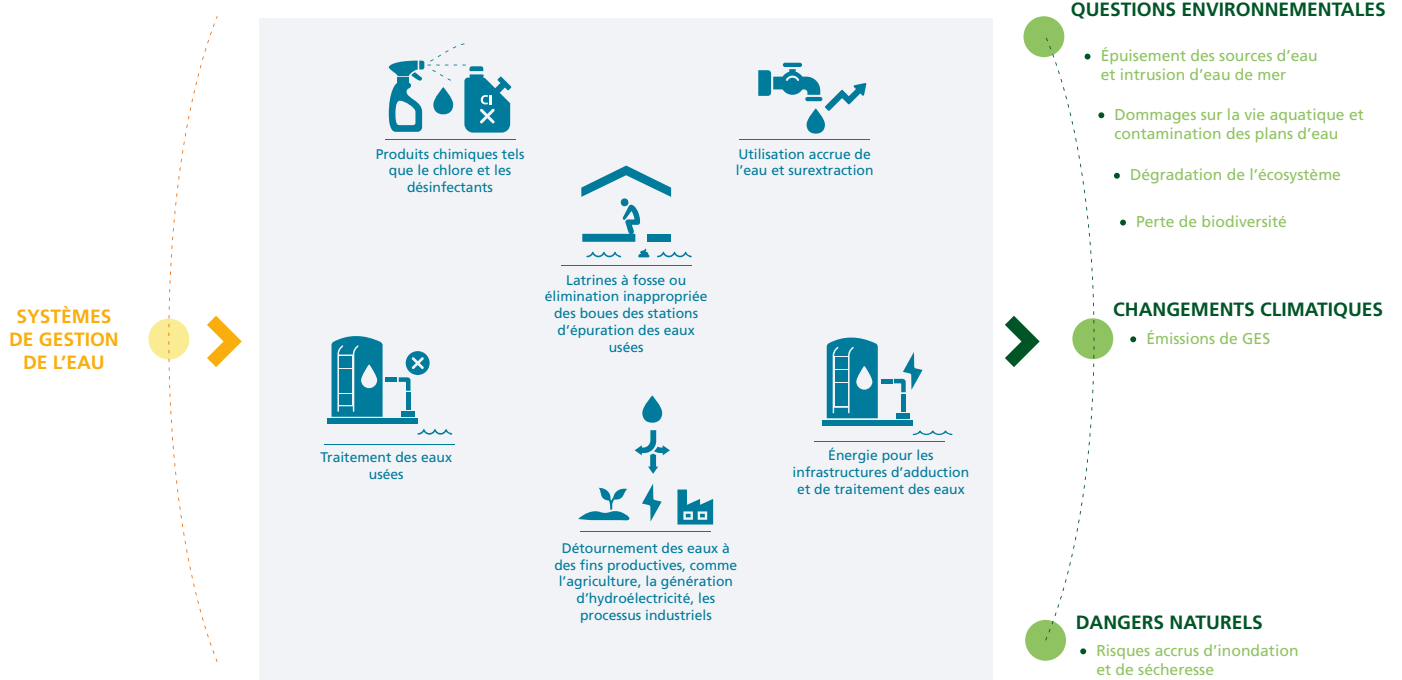 SYSTÈMES
DE GESTION
DE L'EAU
Cl
Produits chimiques tels
que le chlore et les
désinfectants
Utilisation accrue de
l'eau et surextraction
Latrines à fosse ou
élimination inappropriée
des boues des stations
d'épuration des eaux
usées
Traitement des eaux
usées
Énergie pour les
infrastructures d'adduction
et de traitement des eaux
Détournement des eaux à
des fins productives, comme
l'agriculture, la génération
d'hydroélectricité, les
processus industriels
QUESTIONS ENVIRONNEMENTALES
• Épuisement des sources d'eau
et intrusion d'eau de mer
• Dommages sur la vie aquatique et
contamination des plans d'eau
• Dégradation de l'écosystème
• Perte de biodiversité
CHANGEMENTS CLIMATIQUES
• Émissions de GES
DANGERS NATURELS
• Risques accrus d'inondation
et de sécheresse